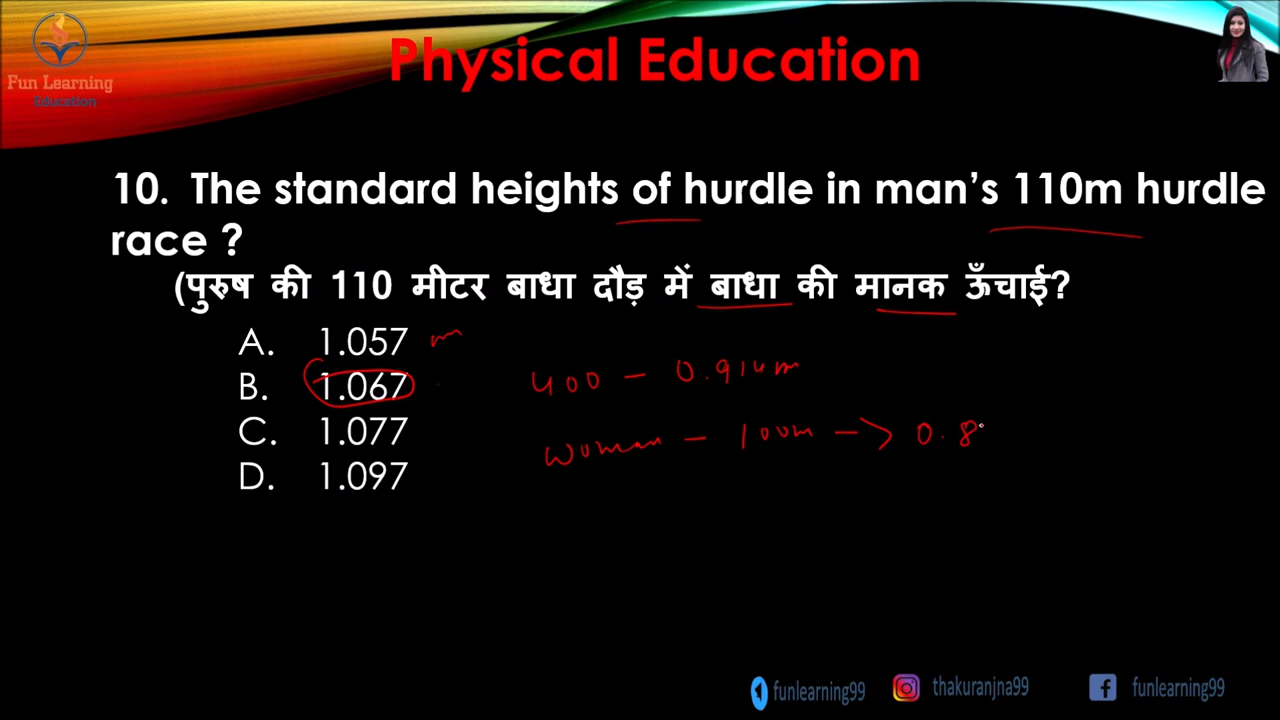 Physical Education
Fun Learning
Education
10. The standard heights of hurdle in man's 110m hurdle
race ?
(पुरुष की 110 मीटर बाधा दौड़ में बाधा की मानक ऊँचाई?
A. 1.057 m
B. 1.067
C. 1.077
D. 1.097
400 - 0.914m
woman - 100m -> 0.8
funlearning99
thakuranjna99
funlearning99